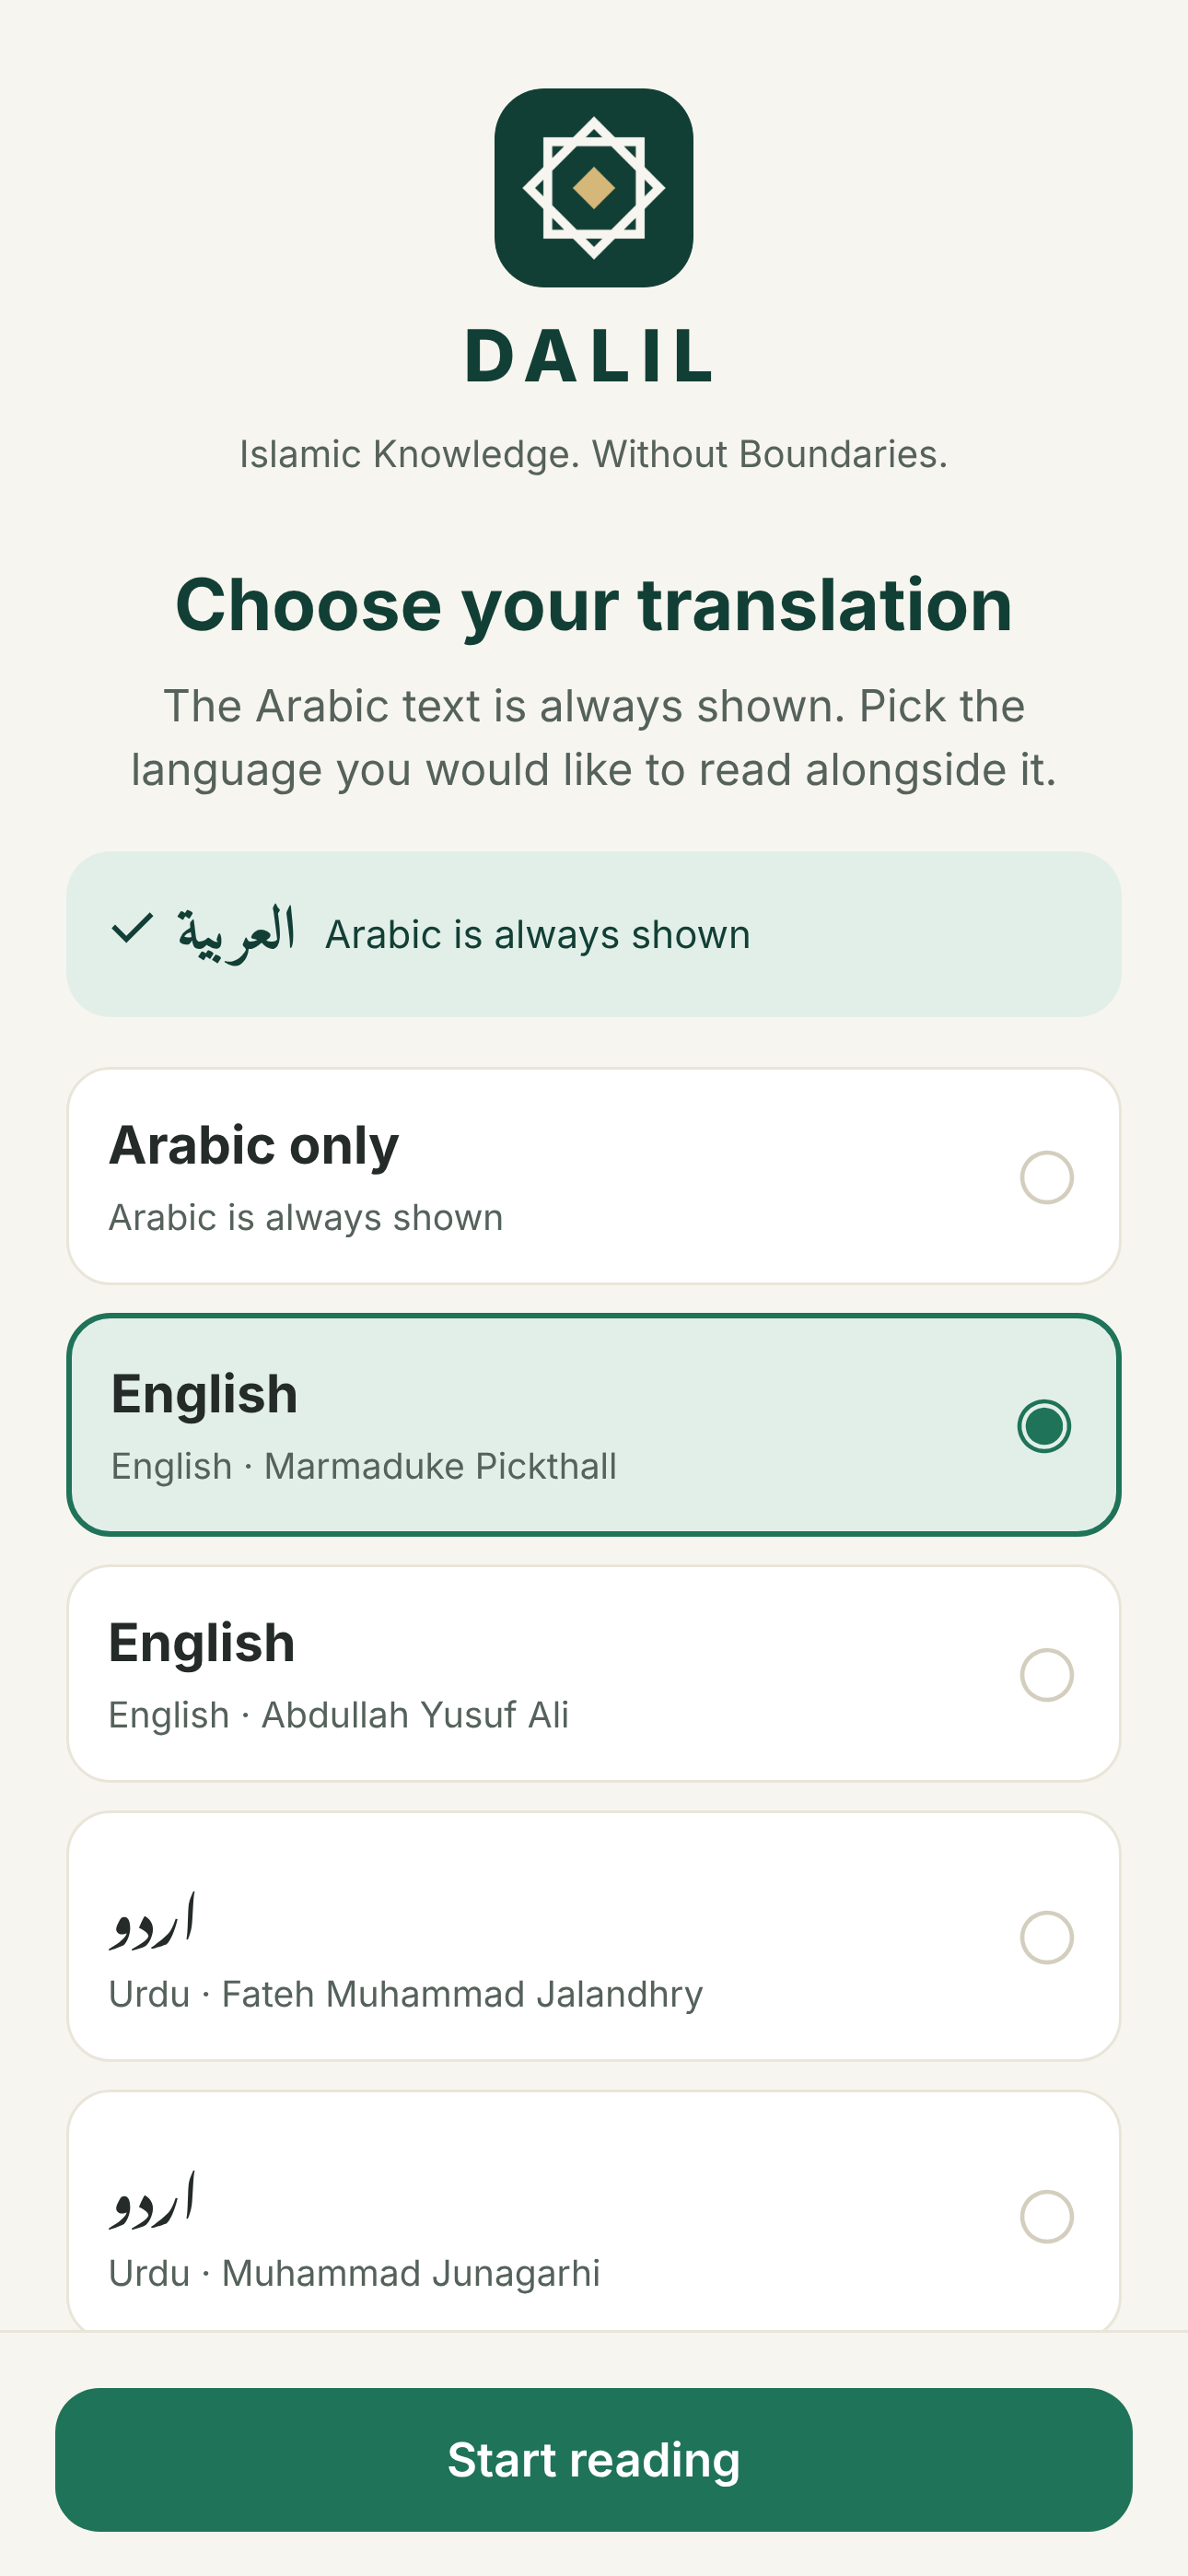 DALIL
Islamic Knowledge. Without Boundaries.
Choose your translation
The Arabic text is always shown. Pick the
language you would like to read alongside it.
العربية Arabic is always shown
Arabic only
Arabic is always shown
English
English · Marmaduke Pickthall
English
English · Abdullah Yusuf Ali
اردو
Urdu · Fateh Muhammad Jalandhry
اردو
Urdu · Muhammad Junagarhi
Start reading